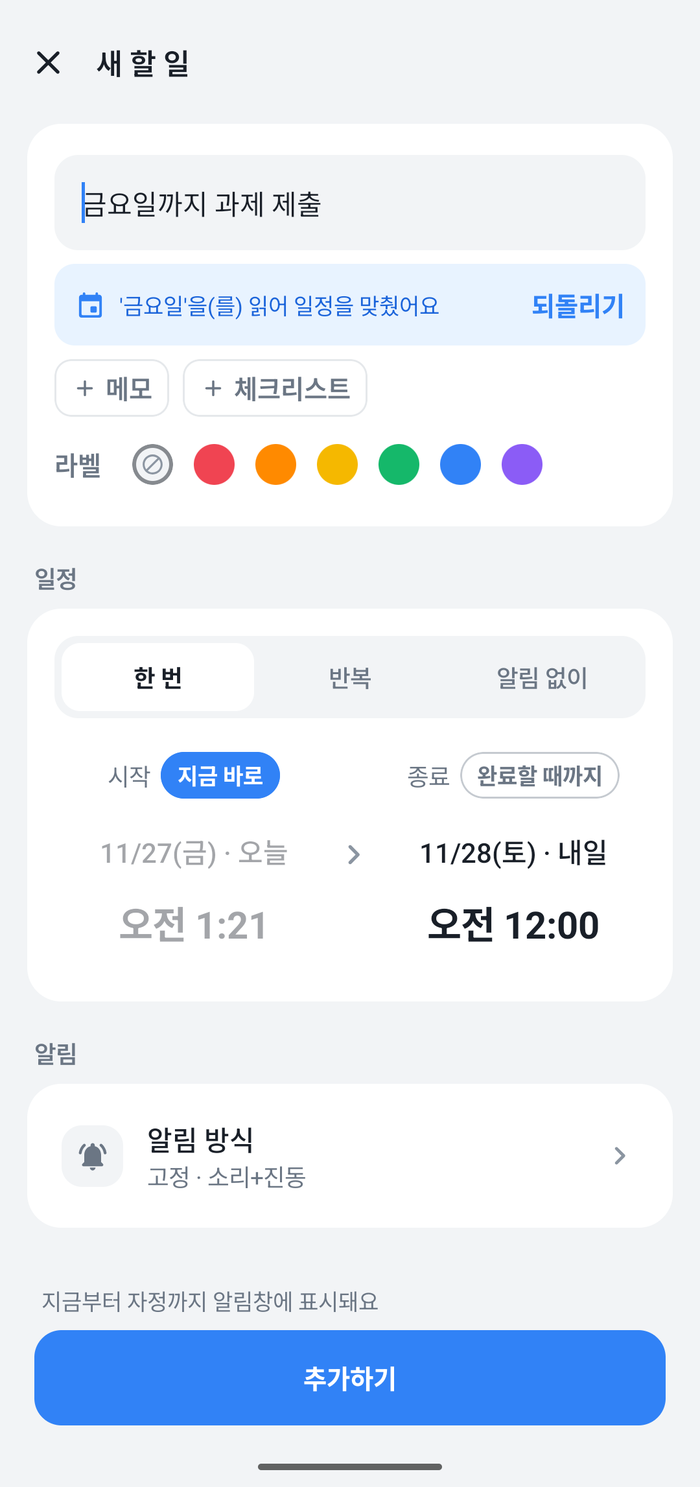 새 할 일
금요일까지 과제 제출
'금요일'을(를) 읽어 일정을 맞췄어요 되돌리기
+ 메모 + 체크리스트
라벨
일정
한 번 반복 알림 없이
시작 지금 바로 종료 완료할 때까지
11/27(금) · 오늘 11/28(토) · 내일
오전 1:21 오전 12:00
알림
알림 방식
고정 · 소리+진동
지금부터 자정까지 알림창에 표시돼요
추가하기